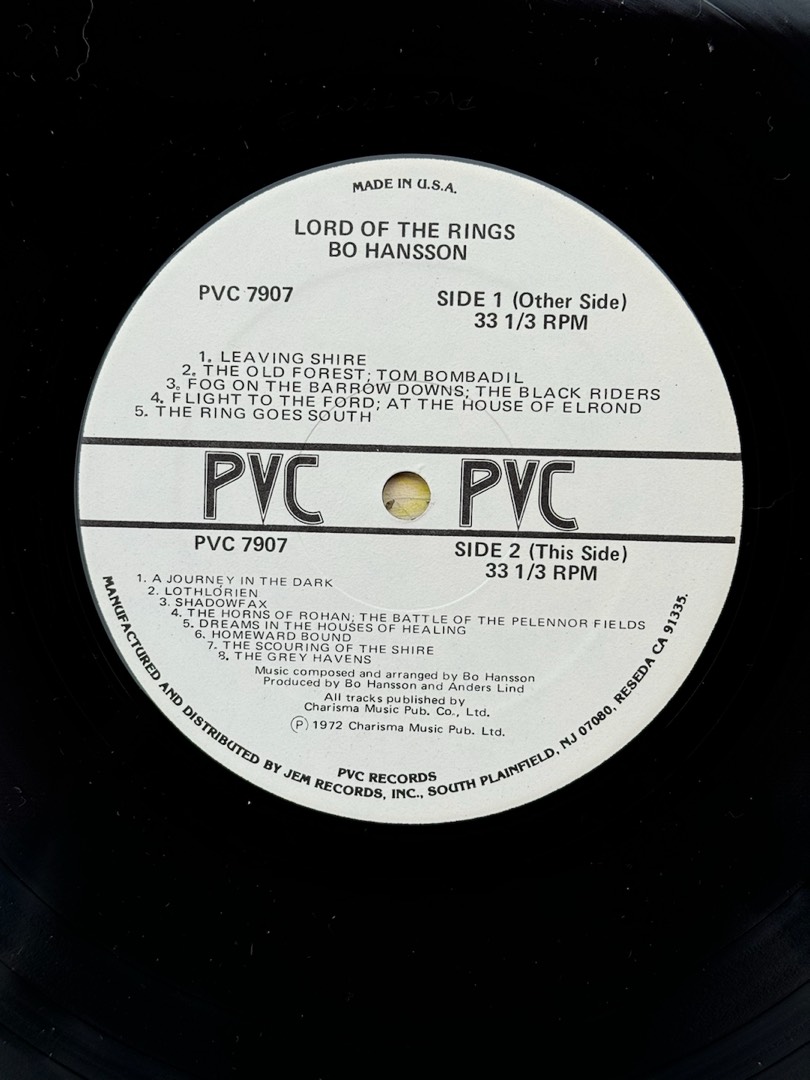 MADE IN U.S.A.
LORD OF THE RINGS
BO HANSSON
PVC 7907
SIDE 1 (Other Side)
33 1/3 RPM
1. LEAVING SHIRE
2. THE OLD FOREST; TOM BOMBADIL
3. FOG ON THE BARROW DOWNS; THE BLACK RIDERS
4. FLIGHT TO THE FORD; AT THE HOUSE OF ELROND
5. THE RING GOES SOUTH
PVC PVC
PVC 7907
SIDE 2 (This Side)
33 1/3 RPM
1. A JOURNEY IN THE DARK
2. LOTHLÓRIEN
3. SHADOWFAX
4. THE HORNS OF ROHAN; THE BATTLE OF THE PELENNOR FIELDS
5. DREAMS IN THE HOUSES OF HEALING
6. HOMEWARD BOUND
7. THE SCOURING OF THE SHIRE
8. THE GREY HAVENS
Music composed and arranged by Bo Hansson
Produced by Bo Hansson and Anders Lind
All tracks published by
Charisma Music Pub. Co., Ltd.
Ⓟ 1972 Charisma Music Pub. Ltd.
PVC RECORDS
MANUFACTURED AND DISTRIBUTED BY JEM RECORDS, INC., SOUTH PLAINFIELD, NJ 07080, RESEDA CA 91335.